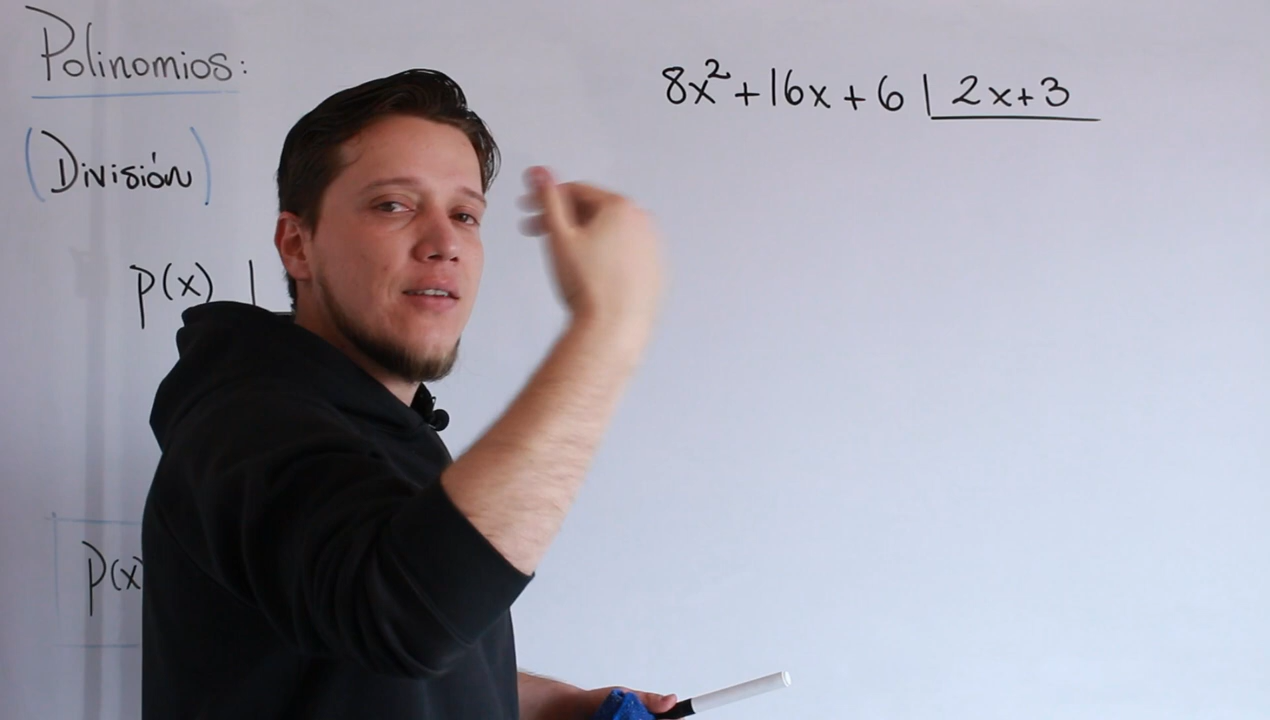 Polinomios:
(División)
8x² + 16x + 6 | 2x + 3
p(x) |
p(x)